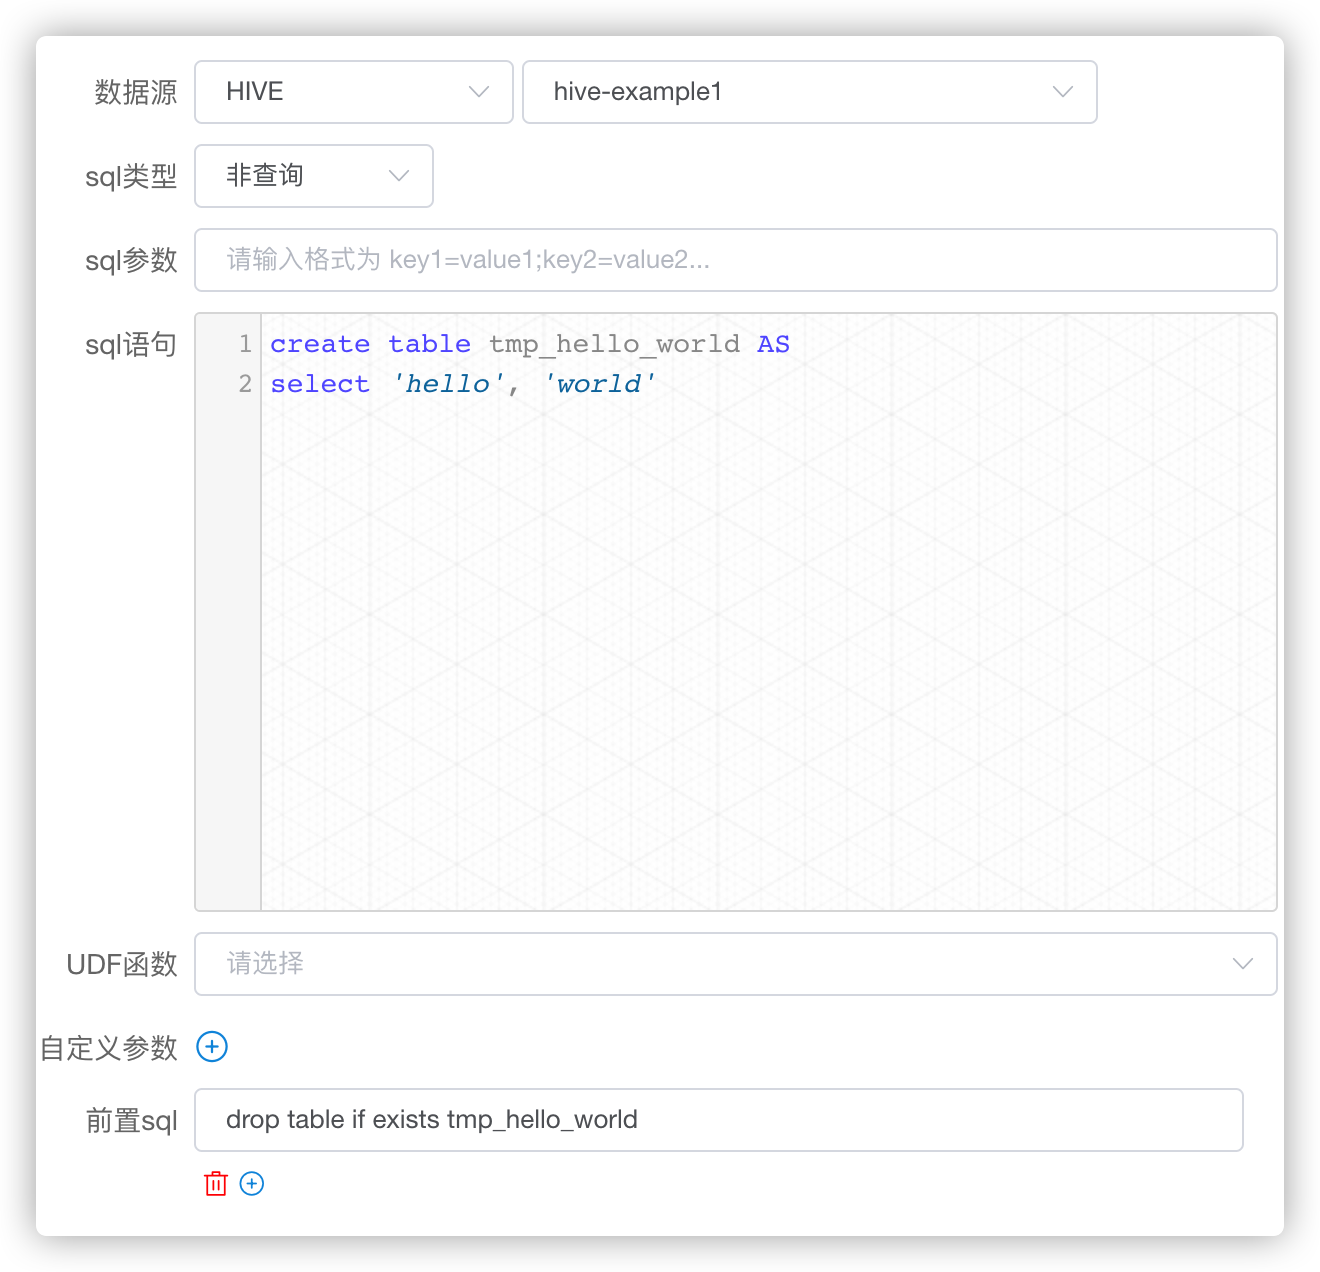 数据源 HIVE hive-example1
sql类型 非查询
sql参数 请输入格式为 key1=value1;key2=value2...
sql语句 1 create table tmp_hello_world AS
2 select 'hello', 'world'
UDF函数 请选择
自定义参数
前置sql drop table if exists tmp_hello_world